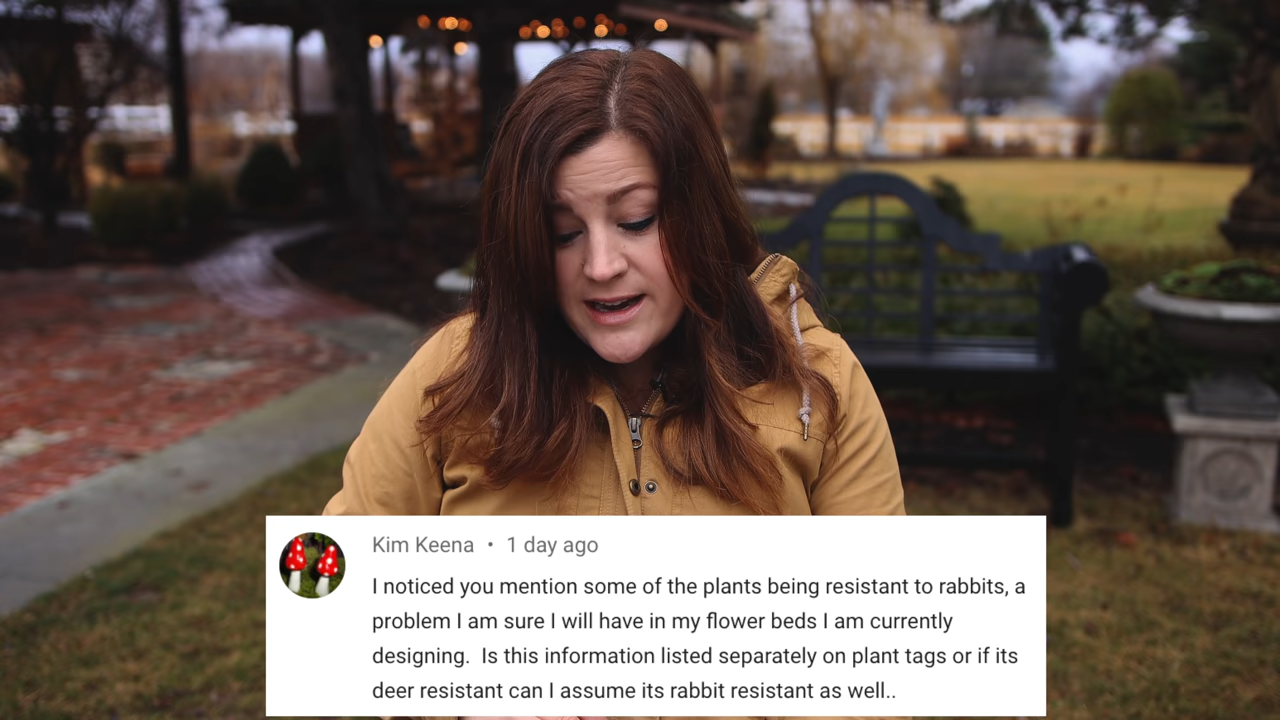 Kim Keena • 1 day ago
I noticed you mention some of the plants being resistant to rabbits, a
problem I am sure I will have in my flower beds I am currently
designing.  Is this information listed separately on plant tags or if its
deer resistant can I assume its rabbit resistant as well..